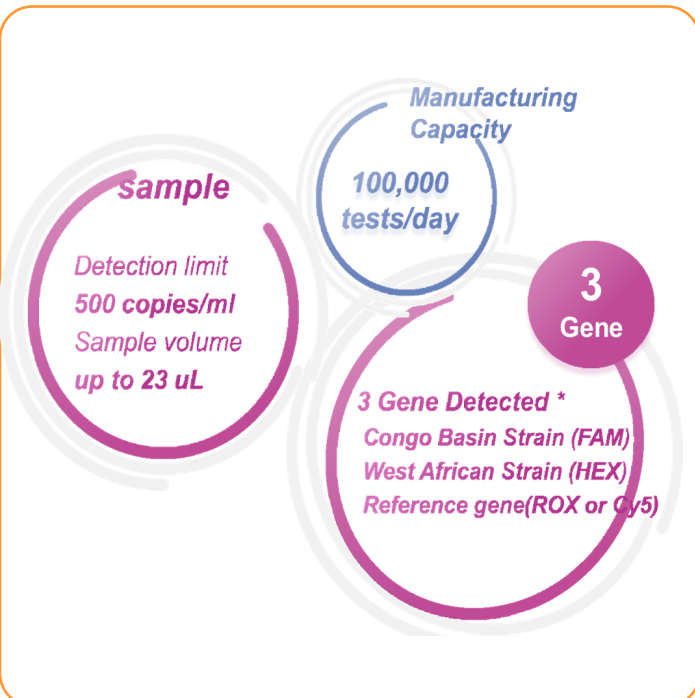 Manufacturing
Capacity
100,000
tests/day
sample
Detection limit
500 copies/ml
Sample volume
up to 23 uL
3
Gene
3 Gene Detected *
Congo Basin Strain (FAM)
West African Strain (HEX)
Reference gene(ROX or Cy5)